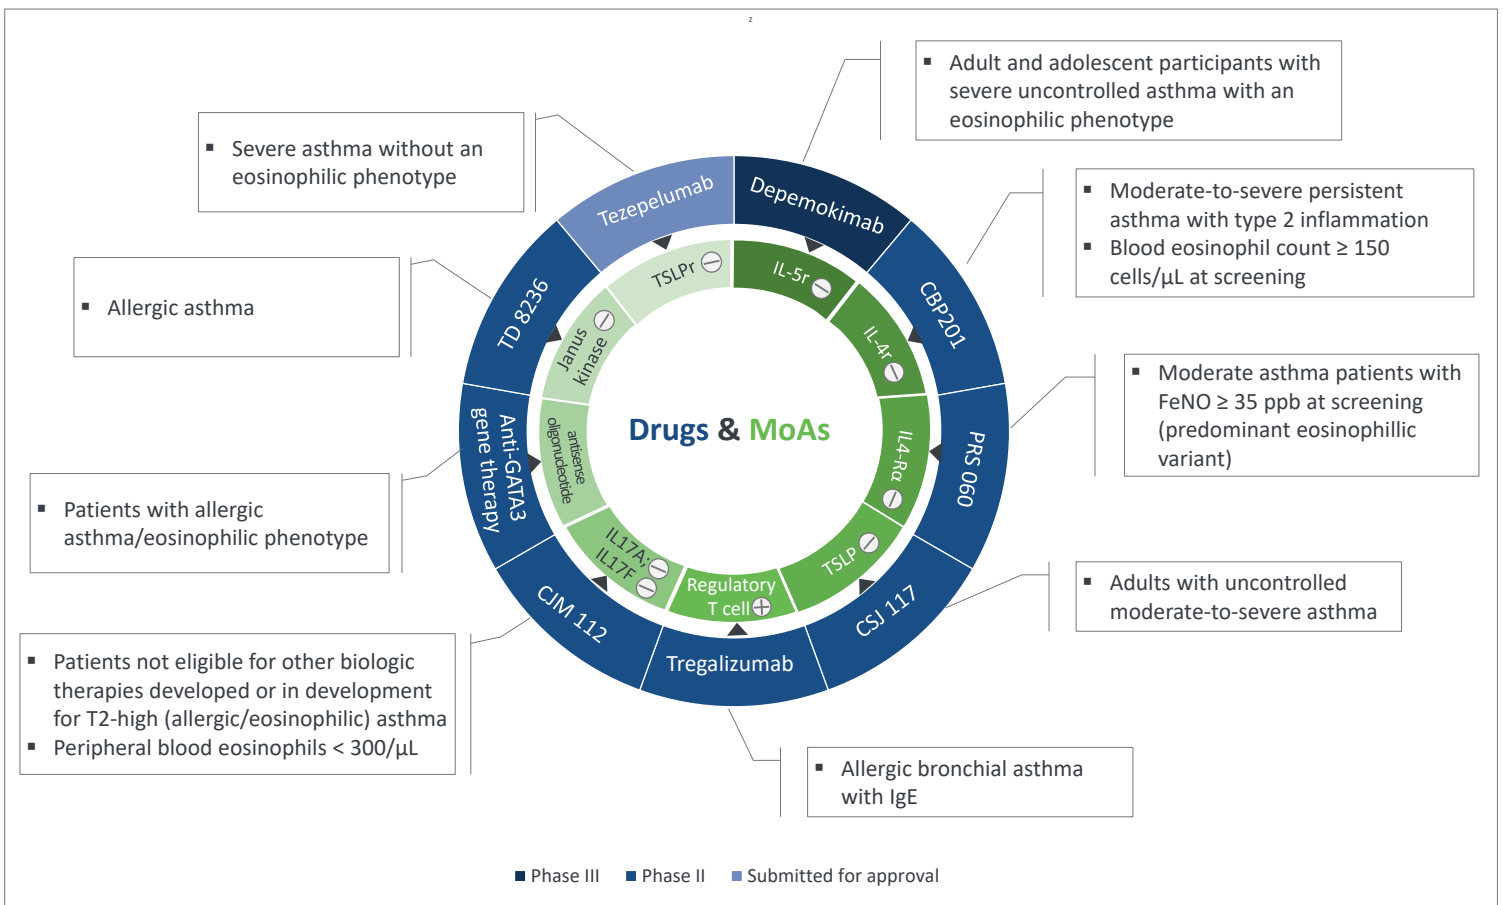 z
▪ Adult and adolescent participants with
severe uncontrolled asthma with an
eosinophilic phenotype
▪ Severe asthma without an
eosinophilic phenotype
▪ Moderate-to-severe persistent
asthma with type 2 inflammation
▪ Blood eosinophil count ≥ 150
cells/μL at screening
▪ Allergic asthma
▪ Moderate asthma patients with
FeNO ≥ 35 ppb at screening
(predominant eosinophillic
variant)
▪ Patients with allergic
asthma/eosinophilic phenotype
▪ Adults with uncontrolled
moderate-to-severe asthma
▪ Patients not eligible for other biologic
therapies developed or in development
for T2-high (allergic/eosinophilic) asthma
▪ Peripheral blood eosinophils < 300/μL
▪ Allergic bronchial asthma
with IgE
Tezepelumab
Depemokimab
CBP201
PRS 060
CSJ 117
Tregalizumab
CJM 112
Anti-GATA3
gene therapy
TD 8236
TSLPr
IL-5r
IL-4r
IL4-Rα
TSLP
Regulatory
T cell
IL17A;
IL17F
antisense
oligonucleotide
Janus
kinase
Drugs & MoAs
Phase III Phase II Submitted for approval